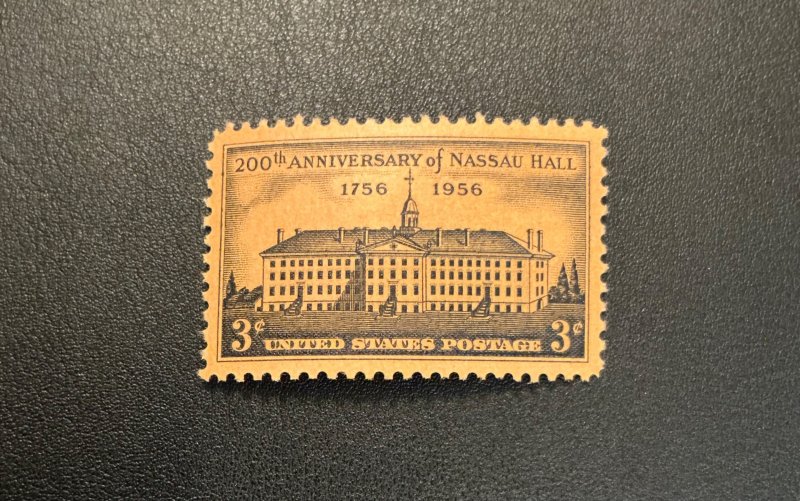 200th ANNIVERSARY of NASSAU HALL
1756 1956
3¢ UNITED STATES POSTAGE 3¢